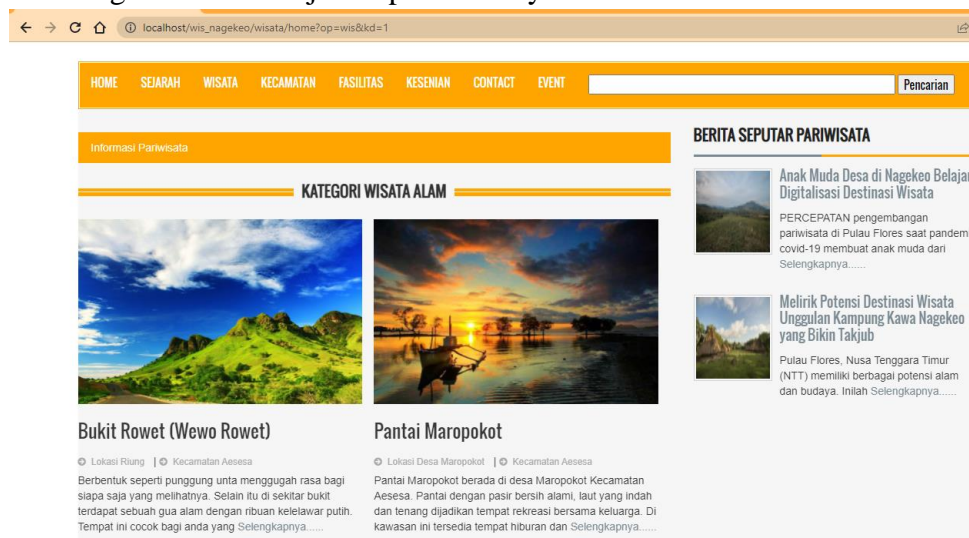 localhost/wis_nagekeo/wisata/home?op=wis&kd=1
HOME SEJARAH WISATA KECAMATAN FASILITAS KESENIAN CONTACT EVENT Pencarian
Informasi Pariwisata
KATEGORI WISATA ALAM
Bukit Rowet (Wewo Rowet)
Lokasi Riung | Kecamatan Aesesa
Berbentuk seperti punggung unta menggugah rasa bagi
siapa saja yang melihatnya. Selain itu di sekitar bukit
terdapat sebuah gua alam dengan ribuan kelelawar putih.
Tempat ini cocok bagi anda yang Selengkapnya......
Pantai Maropokot
Lokasi Desa Maropokot | Kecamatan Aesesa
Pantai Maropokot berada di desa Maropokot Kecamatan
Aesesa. Pantai dengan pasir bersih alami, laut yang indah
dan tenang dijadikan tempat rekreasi bersama keluarga. Di
kawasan ini tersedia tempat hiburan dan Selengkapnya......
BERITA SEPUTAR PARIWISATA
Anak Muda Desa di Nagekeo Belajar
Digitalisasi Destinasi Wisata
PERCEPATAN pengembangan
pariwisata di Pulau Flores saat pandem
covid-19 membuat anak muda dari
Selengkapnya......
Melirik Potensi Destinasi Wisata
Unggulan Kampung Kawa Nagekeo
yang Bikin Takjub
Pulau Flores, Nusa Tenggara Timur
(NTT) memiliki berbagai potensi alam
dan budaya. Inilah Selengkapnya......